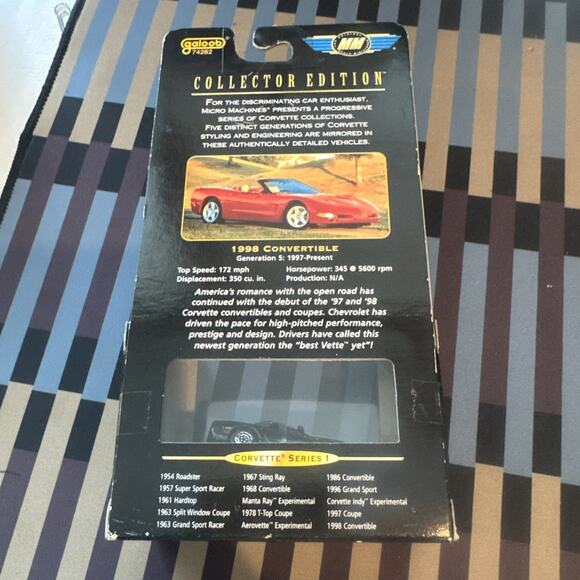 galoob
74262
MM
COLLECTOR EDITION
FOR THE DISCRIMINATING CAR ENTHUSIAST,
MICRO MACHINES® PRESENTS A PROGRESSIVE
SERIES OF CORVETTE COLLECTIONS.
FIVE DISTINCT GENERATIONS OF CORVETTE
STYLING AND ENGINEERING ARE MIRRORED IN
THESE AUTHENTICALLY DETAILED VEHICLES.
1998 CONVERTIBLE
Generation 5: 1997-Present
Top Speed: 172 mph Horsepower: 345 @ 5600 rpm
Displacement: 350 cu. in. Production: N/A
America's romance with the open road has
continued with the debut of the '97 and '98
Corvette convertibles and coupes. Chevrolet has
driven the pace for high-pitched performance,
prestige and design. Drivers have called this
newest generation the "best Vette™ yet"!
CORVETTE® SERIES I
1954 Roadster 1967 Sting Ray 1986 Convertible
1957 Super Sport Racer 1968 Convertible 1996 Grand Sport
1961 Hardtop Manta Ray™ Experimental Corvette Indy™ Experimental
1963 Split Window Coupe 1978 T-Top Coupe 1997 Coupe
1963 Grand Sport Racer Aerovette™ Experimental 1998 Convertible